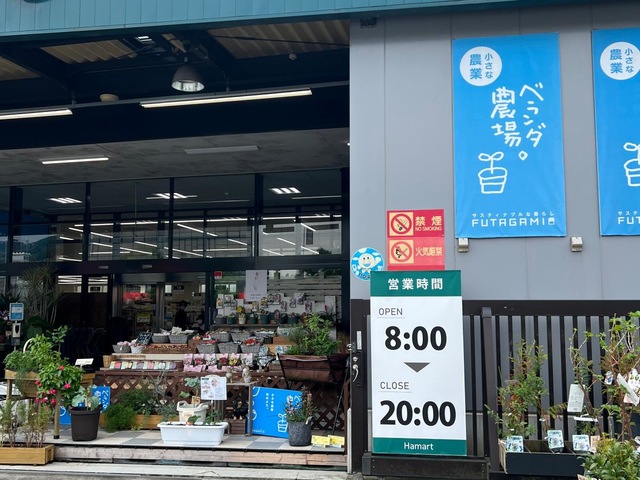 小さな
農業
ベランダ
農場。
サスティナブルな暮らし
FUTAGAMI
小さな
農業
FUTAGAMI
禁煙
NO SMOKING
火気厳禁
営業時間
OPEN
8:00
CLOSE
20:00
Hamart